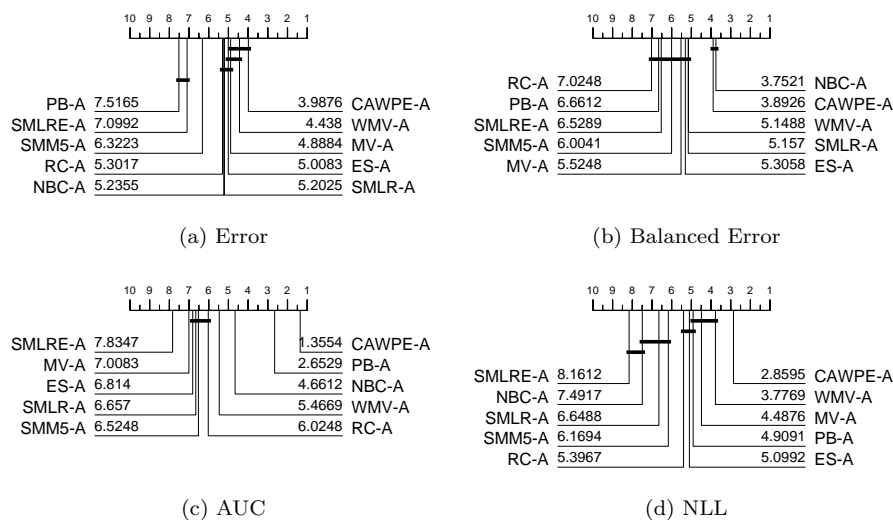 10 9 8 7 6 5 4 3 2 1
PB-A 7.5165 3.9876 CAWPE-A
SMLRE-A 7.0992 4.438 WMV-A
SMM5-A 6.3223 4.8884 MV-A
RC-A 5.3017 5.0083 ES-A
NBC-A 5.2355 5.2025 SMLR-A
(a) Error
10 9 8 7 6 5 4 3 2 1
RC-A 7.0248 3.7521 NBC-A
PB-A 6.6612 3.8926 CAWPE-A
SMLRE-A 6.5289 5.1488 WMV-A
SMM5-A 6.0041 5.157 SMLR-A
MV-A 5.5248 5.3058 ES-A
(b) Balanced Error
10 9 8 7 6 5 4 3 2 1
SMLRE-A 7.8347 1.3554 CAWPE-A
MV-A 7.0083 2.6529 PB-A
ES-A 6.814 4.6612 NBC-A
SMLR-A 6.657 5.4669 WMV-A
SMM5-A 6.5248 6.0248 RC-A
(c) AUC
10 9 8 7 6 5 4 3 2 1
SMLRE-A 8.1612 2.8595 CAWPE-A
NBC-A 7.4917 3.7769 WMV-A
SMLR-A 6.6488 4.4876 MV-A
SMM5-A 6.1694 4.9091 PB-A
RC-A 5.3967 5.0992 ES-A
(d) NLL